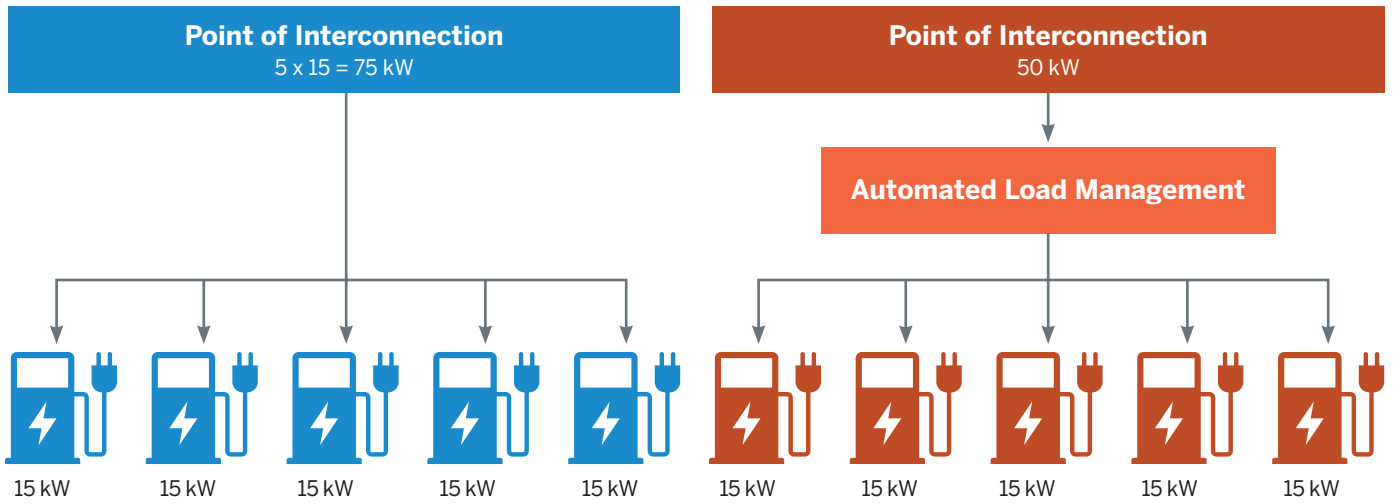 Point of Interconnection
5 x 15 = 75 kW
15 kW
15 kW
15 kW
15 kW
15 kW
Point of Interconnection
50 kW
Automated Load Management
15 kW
15 kW
15 kW
15 kW
15 kW